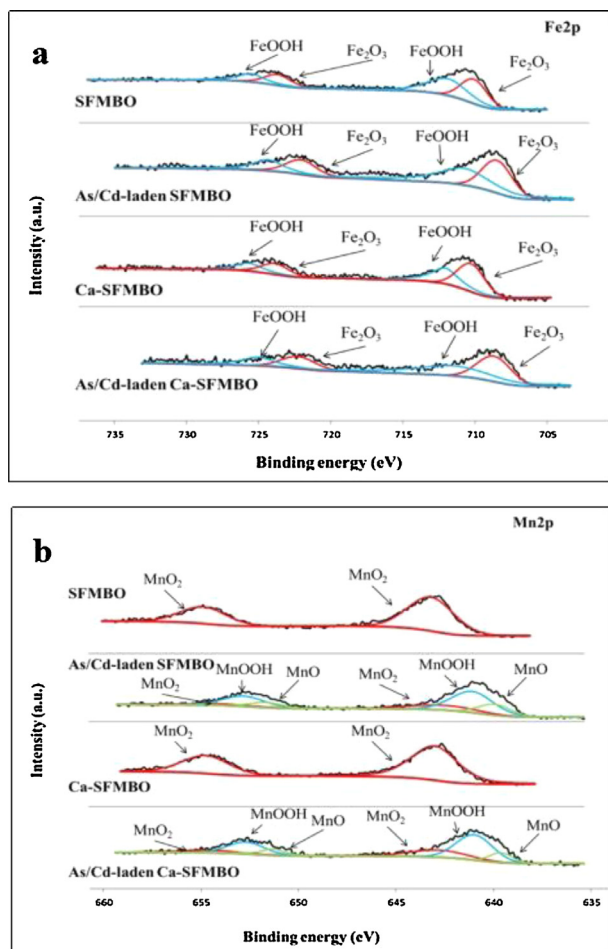 Fe2p
a
FeOOH
Fe2O3
FeOOH
Fe2O3
SFMBO
FeOOH
Fe2O3
FeOOH
Fe2O3
As/Cd-laden SFMBO
FeOOH
Fe2O3
FeOOH
Fe2O3
Ca-SFMBO
FeOOH
Fe2O3
FeOOH
Fe2O3
As/Cd-laden Ca-SFMBO
Intensity (a.u.)
735 730 725 720 715 710 705
Binding energy (eV)
Mn2p
b
MnO2
MnO2
SFMBO
As/Cd-laden SFMBO
MnO2
MnOOH
MnO
MnO2
MnOOH
MnO
MnO2
MnO2
Ca-SFMBO
MnO2
MnOOH
MnO
MnO2
MnOOH
MnO
As/Cd-laden Ca-SFMBO
Intensity (a.u.)
660 655 650 645 640 635
Binding energy (eV)